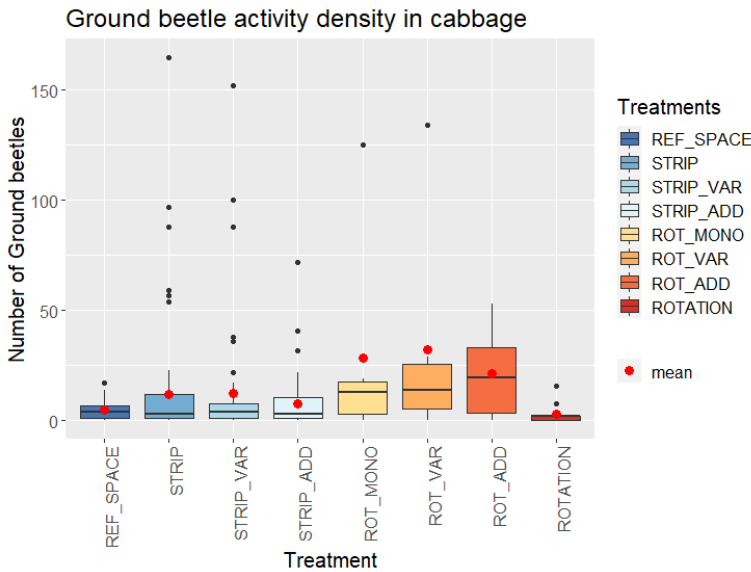 Ground beetle activity density in cabbage
Number of Ground beetles
150
100
50
0
REF_SPACE
STRIP
STRIP_VAR
STRIP_ADD
ROT_MONO
ROT_VAR
ROT_ADD
ROTATION
Treatment
Treatments
REF_SPACE
STRIP
STRIP_VAR
STRIP_ADD
ROT_MONO
ROT_VAR
ROT_ADD
ROTATION
mean